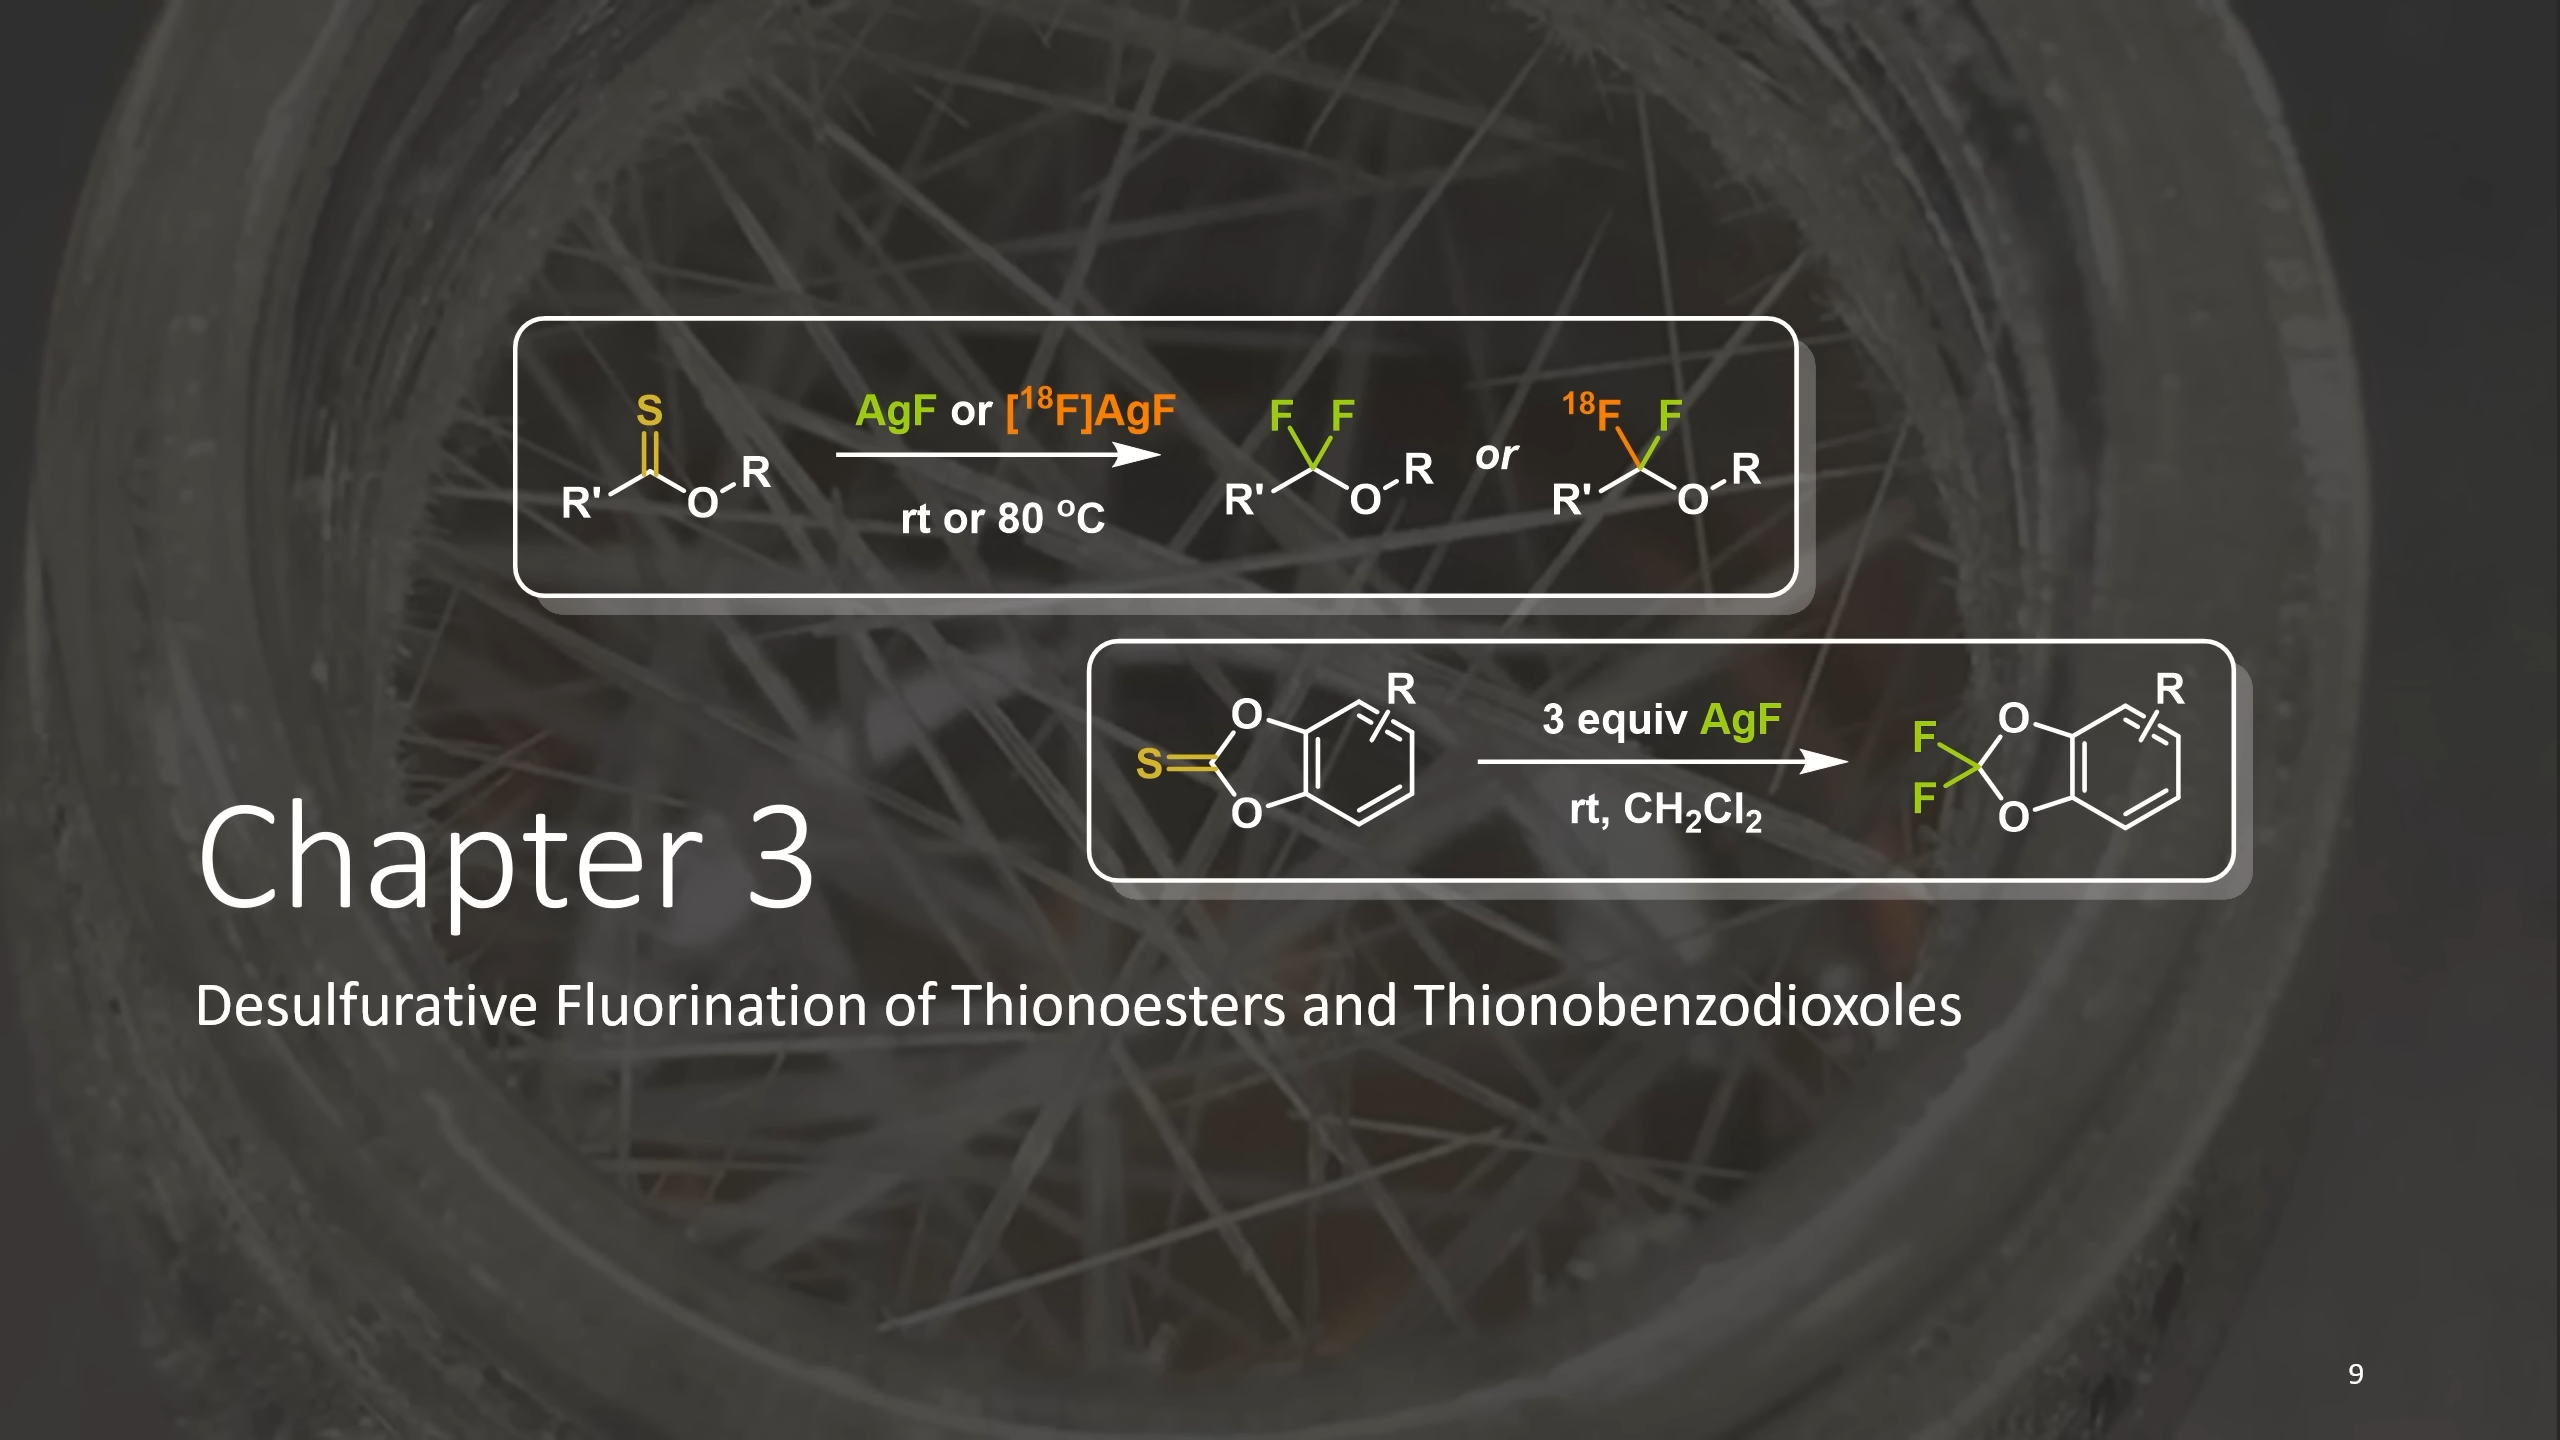 S
R'
O
R
AgF or [¹⁸F]AgF
rt or 80 °C
F F
R'
O
R
or
¹⁸F F
R'
O
R
S
O
O
R
3 equiv AgF
rt, CH₂Cl₂
F
F
O
O
R
Chapter 3
Desulfurative Fluorination of Thionoesters and Thionobenzodioxoles
9